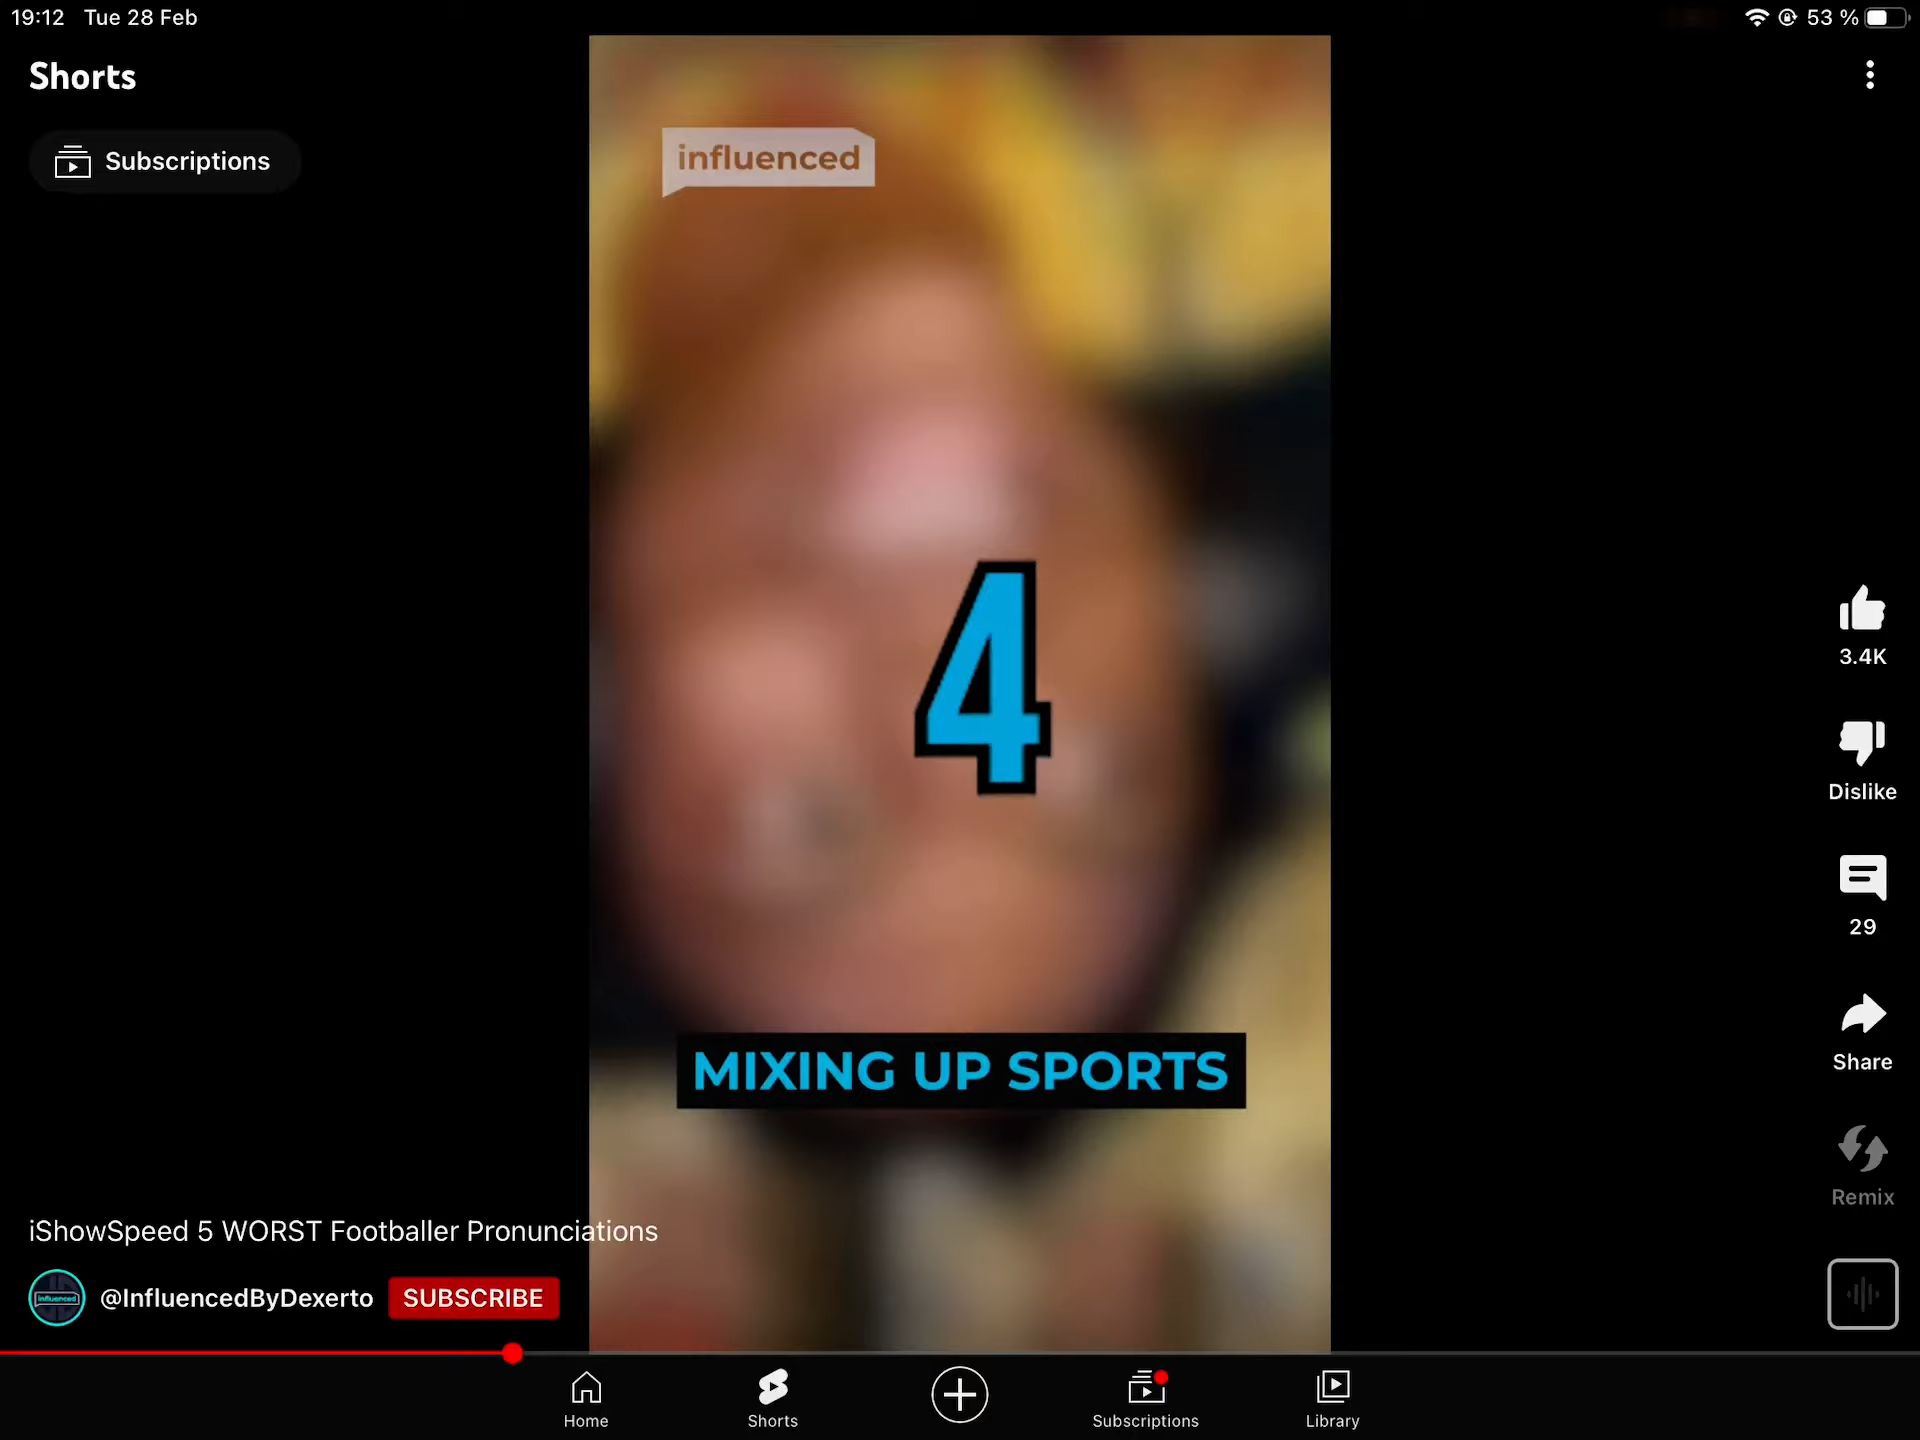 19:12 Tue 28 Feb
53 %
Shorts
Subscriptions
influenced
4
MIXING UP SPORTS
3.4K
Dislike
29
Share
Remix
iShowSpeed 5 WORST Footballer Pronunciations
influenced
@InfluencedByDexerto SUBSCRIBE
Home Shorts Subscriptions Library